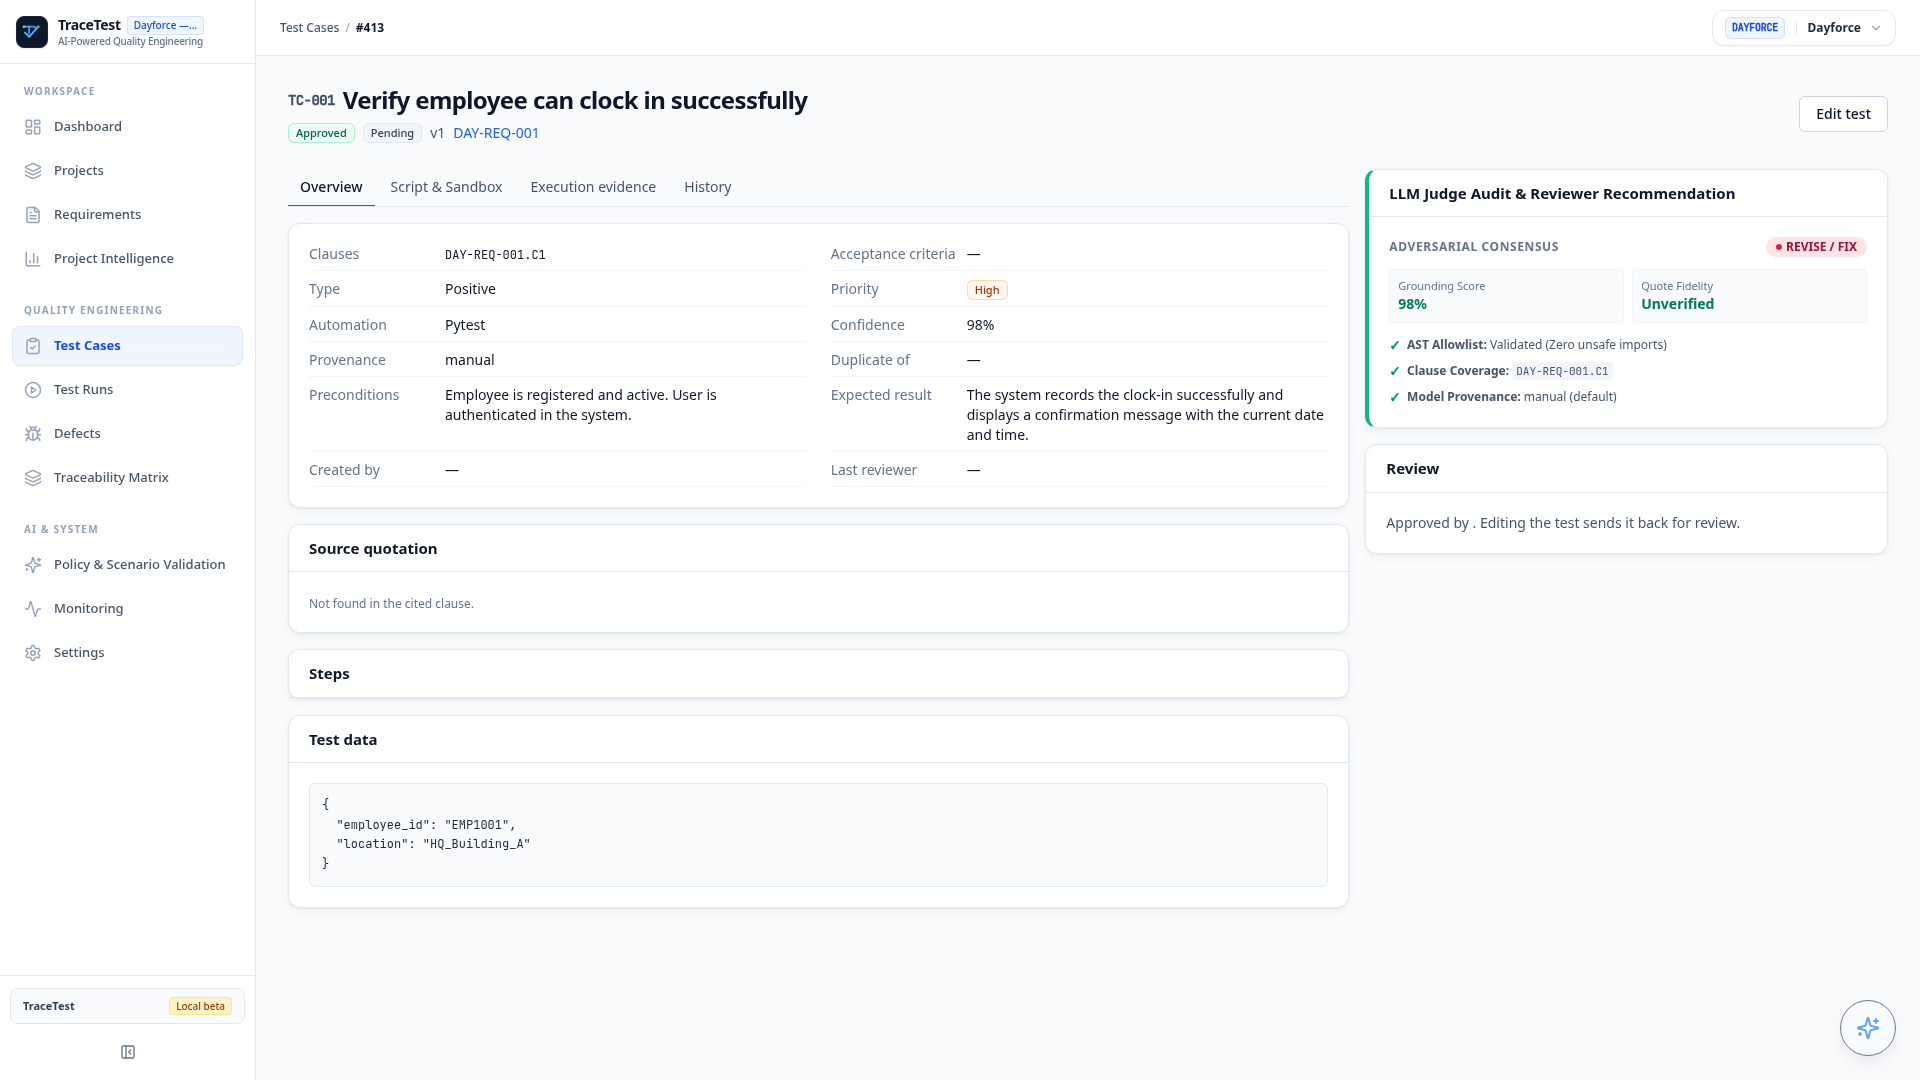 TraceTest
Dayforce —...
AI-Powered Quality Engineering
WORKSPACE
Dashboard
Projects
Requirements
Project Intelligence
QUALITY ENGINEERING
Test Cases
Test Runs
Defects
Traceability Matrix
AI & SYSTEM
Policy & Scenario Validation
Monitoring
Settings
TraceTest
Local beta
Test Cases / #413
DAYFORCE
Dayforce
TC-001 Verify employee can clock in successfully
Approved
Pending
v1
DAY-REQ-001
Edit test
Overview
Script & Sandbox
Execution evidence
History
Clauses
DAY-REQ-001.C1
Acceptance criteria
—
Type
Positive
Priority
High
Automation
Pytest
Confidence
98%
Provenance
manual
Duplicate of
—
Preconditions
Employee is registered and active. User is
authenticated in the system.
Expected result
The system records the clock-in successfully and
displays a confirmation message with the current date
and time.
Created by
—
Last reviewer
—
Source quotation
Not found in the cited clause.
Steps
Test data
{
"employee_id": "EMP1001",
"location": "HQ_Building_A"
}
LLM Judge Audit & Reviewer Recommendation
ADVERSARIAL CONSENSUS
REVISE / FIX
Grounding Score
98%
Quote Fidelity
Unverified
✓ AST Allowlist: Validated (Zero unsafe imports)
✓ Clause Coverage: DAY-REQ-001.C1
✓ Model Provenance: manual (default)
Review
Approved by . Editing the test sends it back for review.